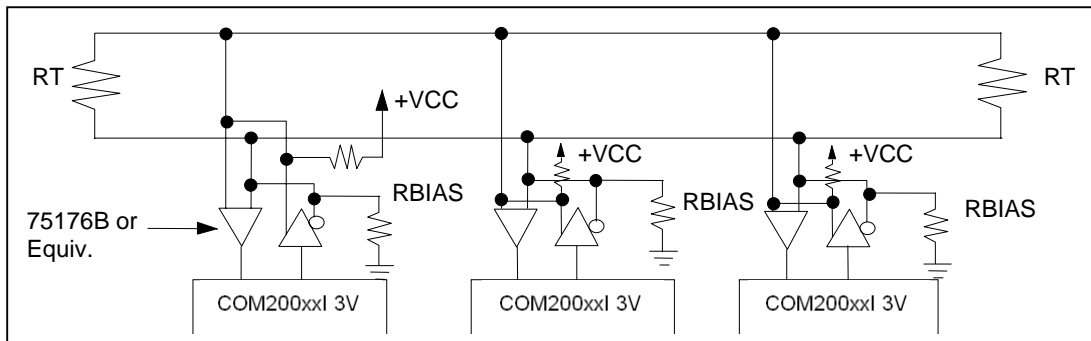 RT
RT
+VCC
+VCC
+VCC
RBIAS
RBIAS
RBIAS
75176B or
Equiv.
COM200xxI 3V
COM200xxI 3V
COM200xxI 3V